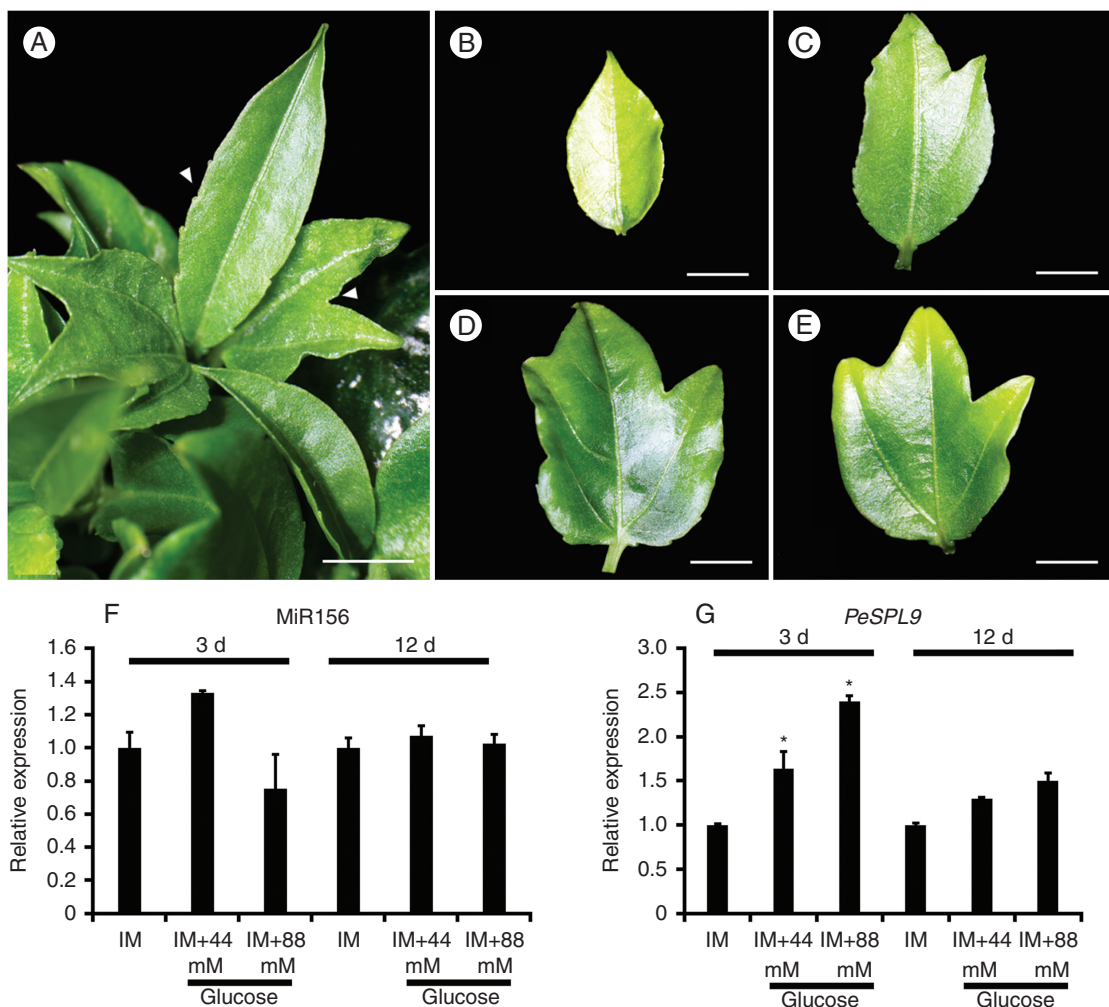 A
B
C
D
E
F
MiR156
3 d
12 d
Relative expression
1.6
1.4
1.2
1.0
0.8
0.6
0.4
0.2
0
IM
IM+44
mM
IM+88
mM
IM
IM+44
mM
IM+88
mM
Glucose
Glucose
G
PeSPL9
3 d
12 d
Relative expression
3.0
2.5
2.0
1.5
1.0
0.5
0
*
*
IM
IM+44
mM
IM+88
mM
IM
IM+44
mM
IM+88
mM
Glucose
Glucose